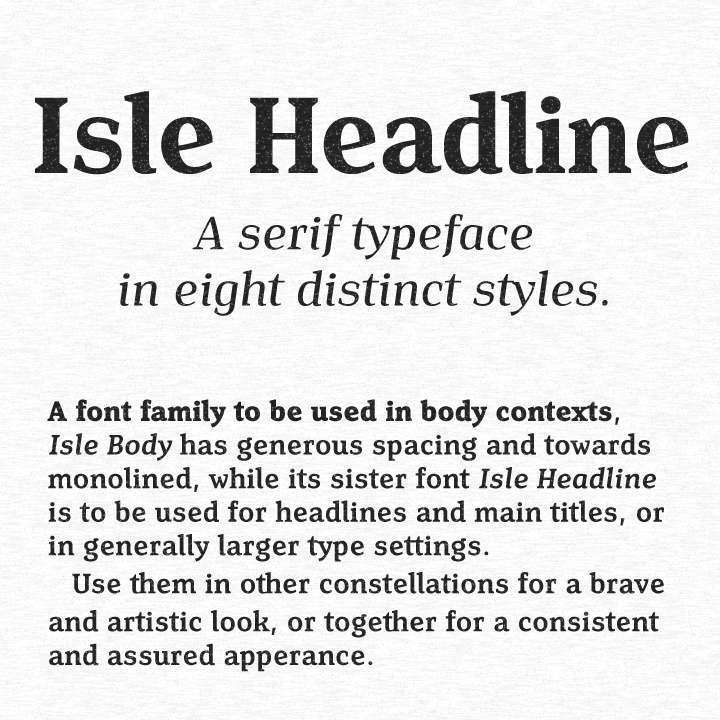 Isle Headline
A serif typeface
in eight distinct styles.
A font family to be used in body contexts,
Isle Body has generous spacing and towards
monolined, while its sister font Isle Headline
is to be used for headlines and main titles, or
in generally larger type settings.
Use them in other constellations for a brave
and artistic look, or together for a consistent
and assured apperance.